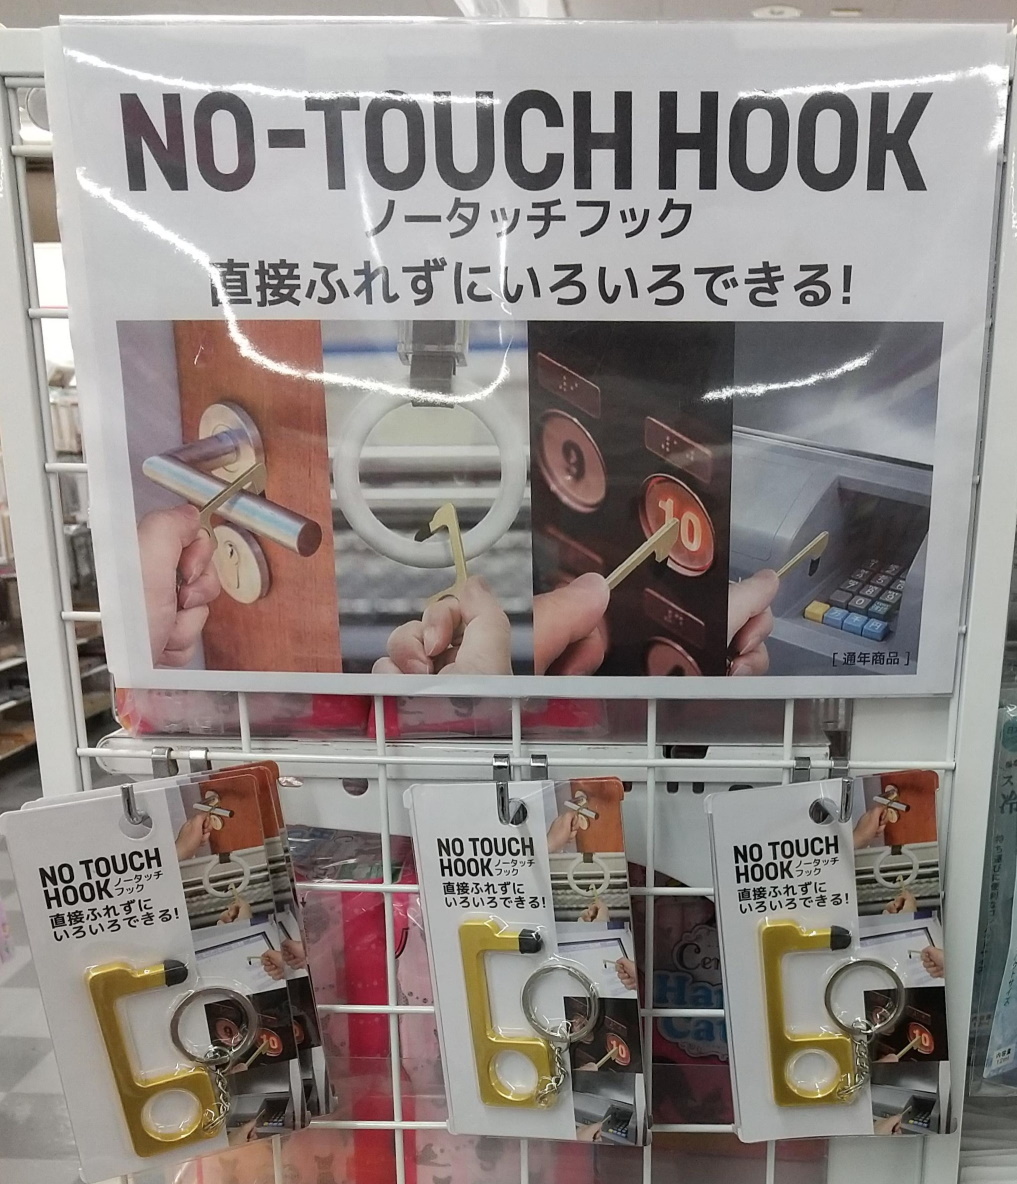 NO-TOUCH HOOK
ノータッチフック
直接ふれずにいろいろできる!
9
10
[ 通年商品 ]
NO TOUCH
HOOK ノータッチ
フック
直接ふれずに
いろいろできる!
10
NO TOUCH
HOOK ノータッチ
フック
直接ふれずに
いろいろできる!
10
NO TOUCH
HOOK ノータッチ
フック
直接ふれずに
いろいろできる!
10